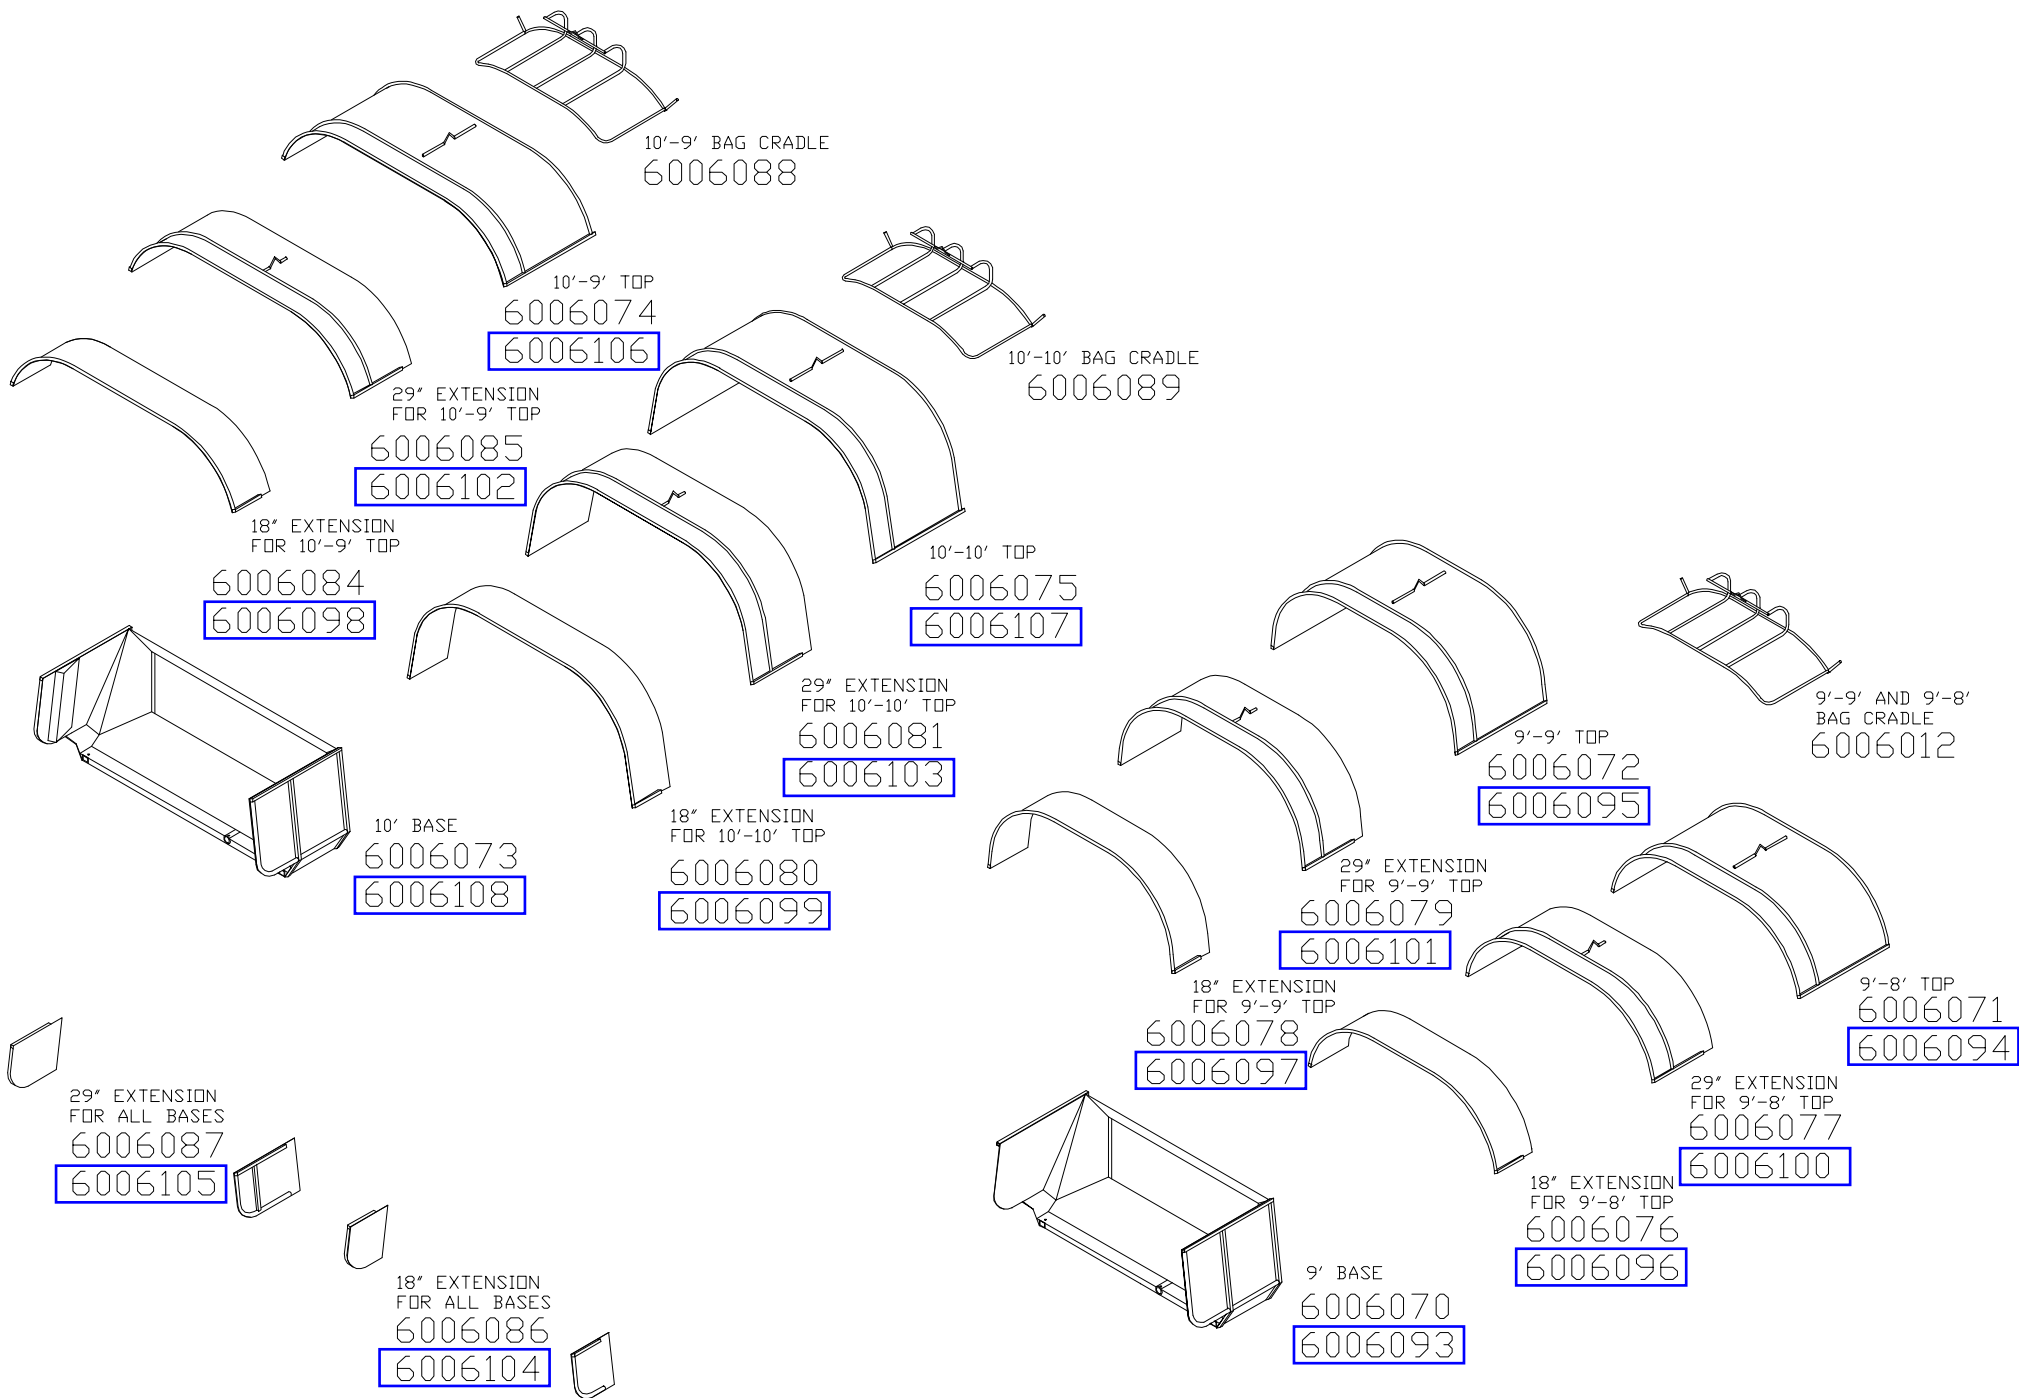 10'-9' BAG CRADLE
6006088
10'-9' TOP
6006074
6006106
29" EXTENSION
FOR 10'-9' TOP
6006085
6006102
18" EXTENSION
FOR 10'-9' TOP
6006084
6006098
10'-10' BAG CRADLE
6006089
10'-10' TOP
6006075
6006107
29" EXTENSION
FOR 10'-10' TOP
6006081
6006103
18" EXTENSION
FOR 10'-10' TOP
6006080
6006099
10' BASE
6006073
6006108
9'-9' AND 9'-8'
BAG CRADLE
6006012
9'-9' TOP
6006072
6006095
29" EXTENSION
FOR 9'-9' TOP
6006079
6006101
18" EXTENSION
FOR 9'-9' TOP
6006078
6006097
9'-8' TOP
6006071
6006094
29" EXTENSION
FOR 9'-8' TOP
6006077
6006100
18" EXTENSION
FOR 9'-8' TOP
6006076
6006096
29" EXTENSION
FOR ALL BASES
6006087
6006105
18" EXTENSION
FOR ALL BASES
6006086
6006104
9' BASE
6006070
6006093